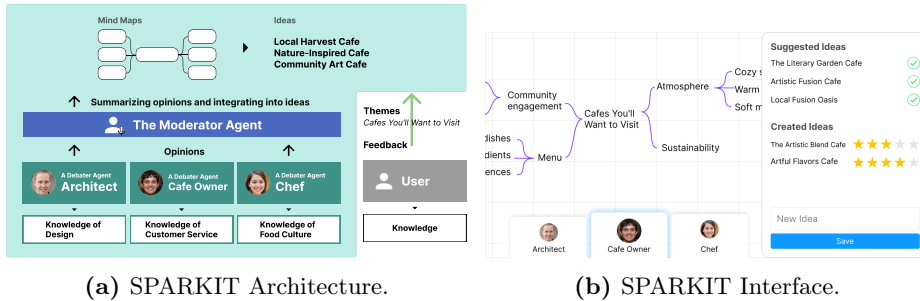 Mind Maps
Ideas
Local Harvest Cafe
Nature-Inspired Cafe
Community Art Cafe
Summarizing opinions and integrating into ideas
The Moderator Agent
Opinions
A Debater Agent
Architect
A Debater Agent
Cafe Owner
A Debater Agent
Chef
Knowledge of
Design
Knowledge of
Customer Service
Knowledge of
Food Culture
Themes
Cafes You'll Want to Visit
Feedback
User
Knowledge
(a) SPARKIT Architecture.
Community
engagement
Cafes You'll
Want to Visit
Atmosphere
Cozy s
Warm
Soft m
Sustainability
dishes
dients
ences
Menu
Architect
Cafe Owner
Chef
Suggested Ideas
The Literary Garden Cafe
Artistic Fusion Cafe
Local Fusion Oasis
Created Ideas
The Artistic Blend Cafe
Artful Flavors Cafe
New Idea
Save
(b) SPARKIT Interface.